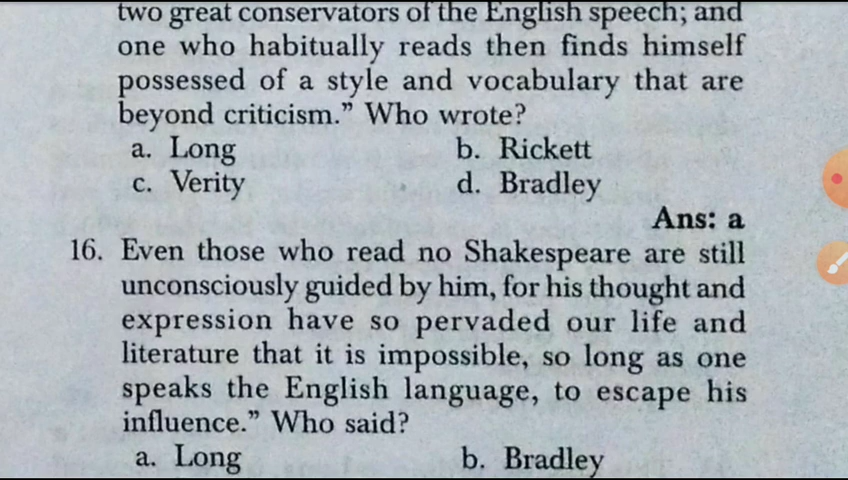 two great conservators of the English speech; and
one who habitually reads then finds himself
possessed of a style and vocabulary that are
beyond criticism." Who wrote?
a. Long b. Rickett
c. Verity d. Bradley
Ans: a
16. Even those who read no Shakespeare are still
unconsciously guided by him, for his thought and
expression have so pervaded our life and
literature that it is impossible, so long as one
speaks the English language, to escape his
influence." Who said?
a. Long b. Bradley